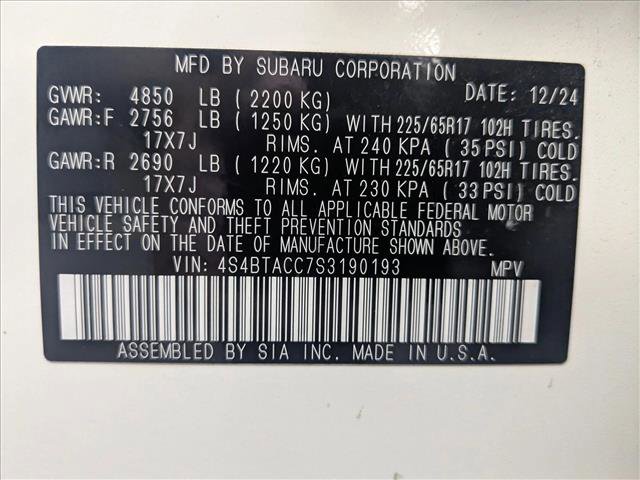 MFD BY SUBARU CORPORATION
GVWR: 4850 LB (2200 KG) DATE: 12/24
GAWR:F 2756 LB (1250 KG) WITH 225/65R17 102H TIRES.
17X7J RIMS. AT 240 KPA (35 PSI) COLD
GAWR:R 2690 LB (1220 KG) WITH 225/65R17 102H TIRES.
17X7J RIMS. AT 230 KPA (33 PSI) COLD
THIS VEHICLE CONFORMS TO ALL APPLICABLE FEDERAL MOTOR
VEHICLE SAFETY AND THEFT PREVENTION STANDARDS
IN EFFECT ON THE DATE OF MANUFACTURE SHOWN ABOVE.
VIN: 4S4BTACC7S3190193 MPV
ASSEMBLED BY SIA INC. MADE IN U.S.A.